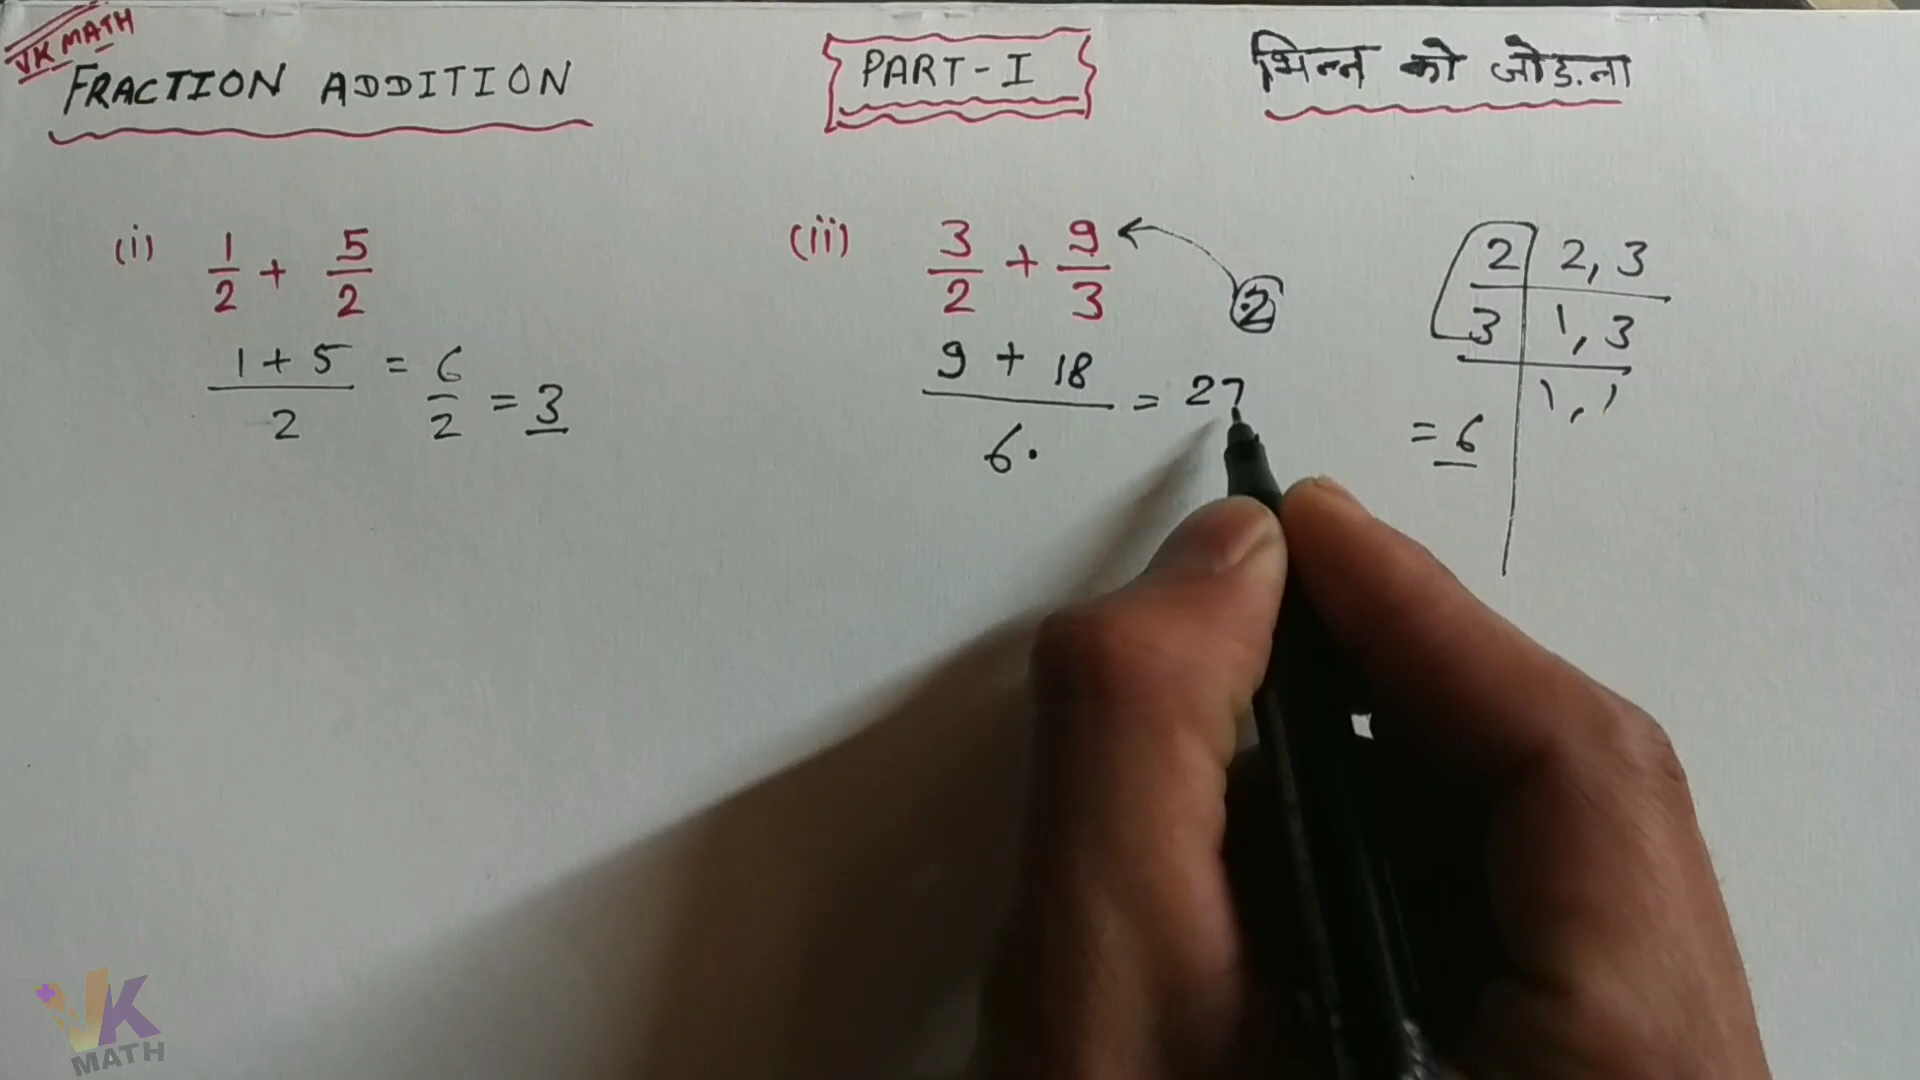 VK MATH
FRACTION ADDITION
PART-I
भिन्न को जोड़ना
(i) 1/2 + 5/2
(1 + 5)/2 = 6/2 = 3
(ii) 3/2 + 9/3
2
(9 + 18)/6. = 27
2 | 2, 3
3 | 1, 3
1, 1
= 6
VK
MATH